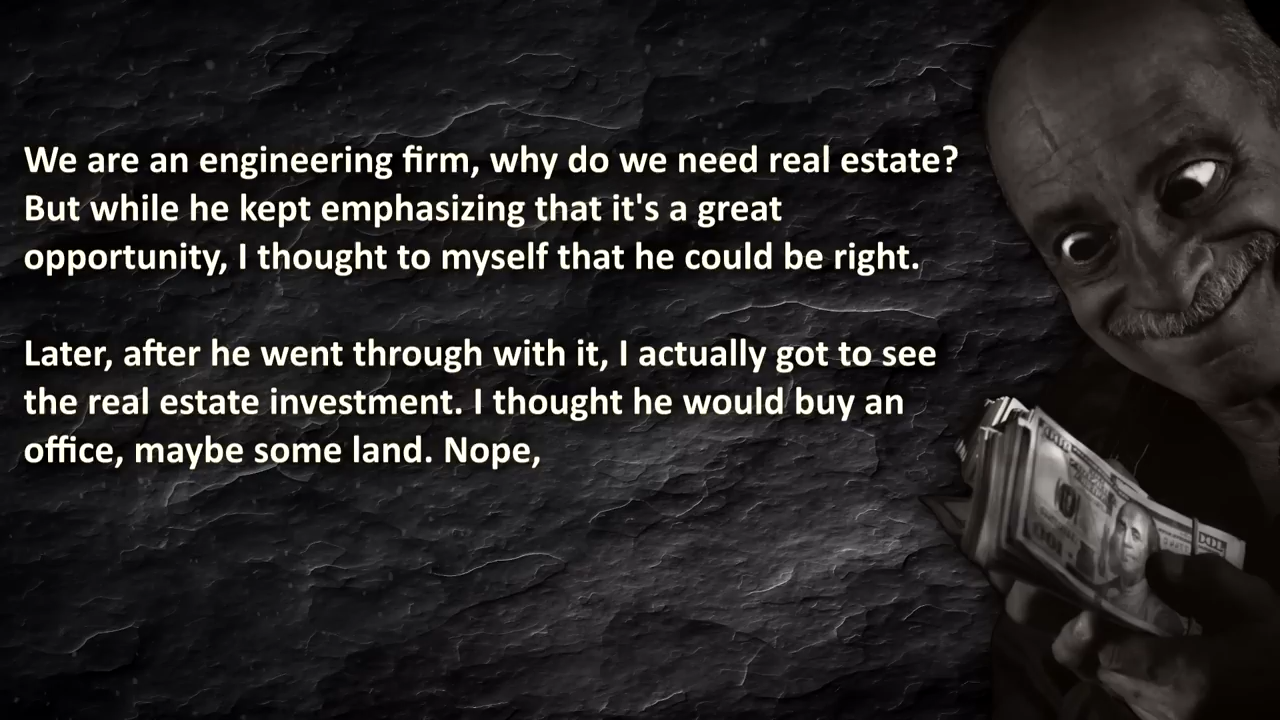 We are an engineering firm, why do we need real estate?
But while he kept emphasizing that it's a great
opportunity, I thought to myself that he could be right.
Later, after he went through with it, I actually got to see
the real estate investment. I thought he would buy an
office, maybe some land. Nope,